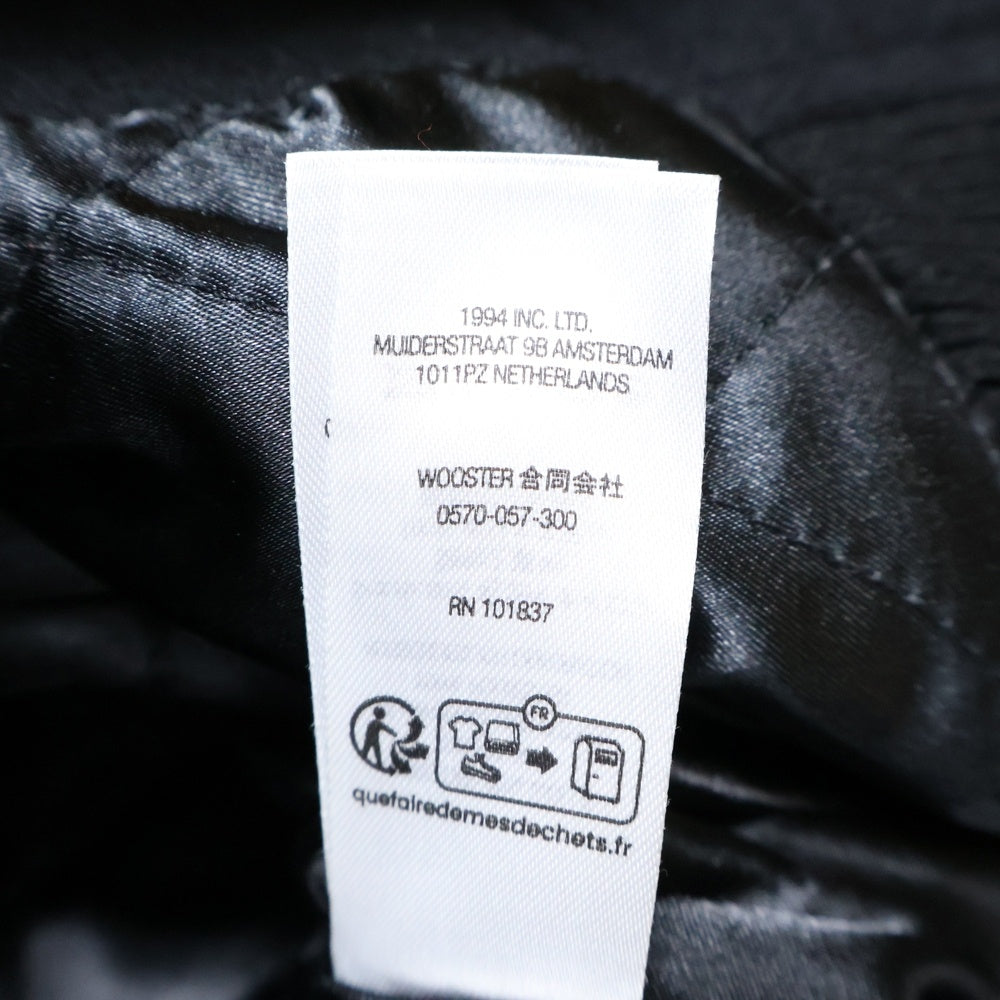 1994 INC. LTD.
MUIDERSTRAAT 9B AMSTERDAM
1011PZ NETHERLANDS
WOOSTER 合同会社
0570-057-300
RN 101837
FR
quefairedemesdechets.fr